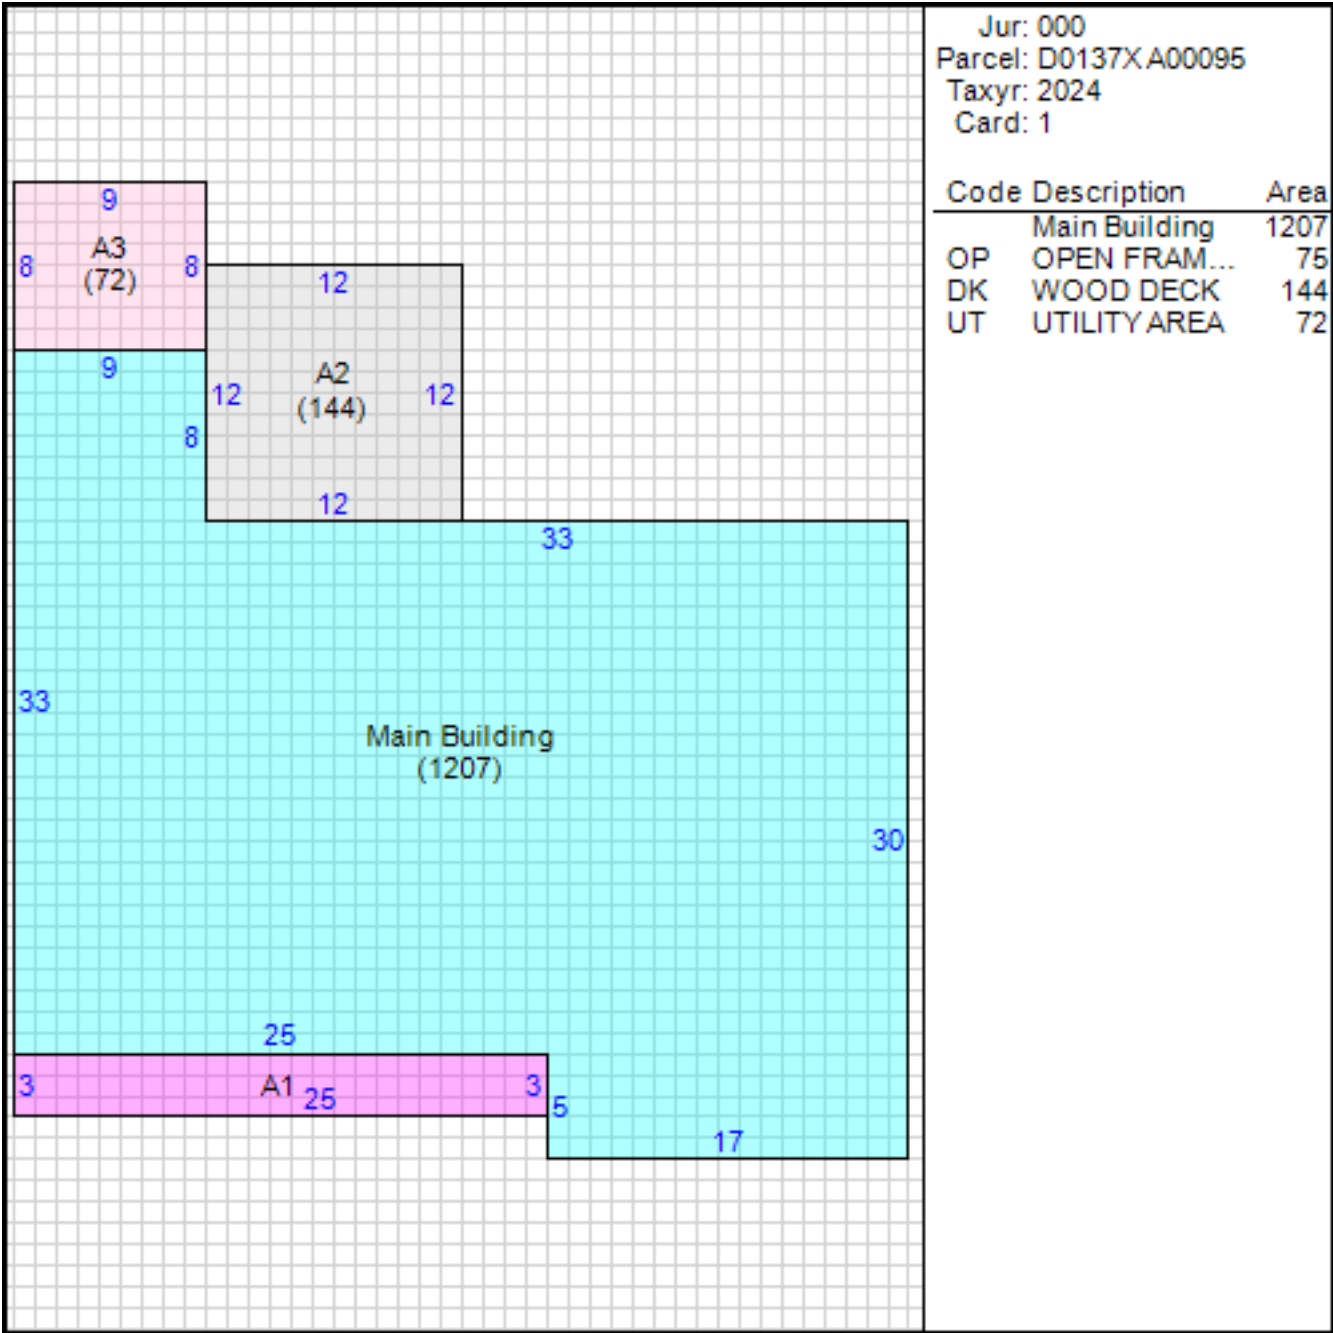 Jur: 000
Parcel: D0137X A00095
Taxyr: 2024
Card: 1
Code Description Area
Main Building 1207
OP OPEN FRAM... 75
DK WOOD DECK 144
UT UTILITY AREA 72
9
A3
8 8
(72)
12
9
A2
12 12
(144)
8
12
33
33
Main Building
(1207)
30
25
3 A1 25 3
5
17